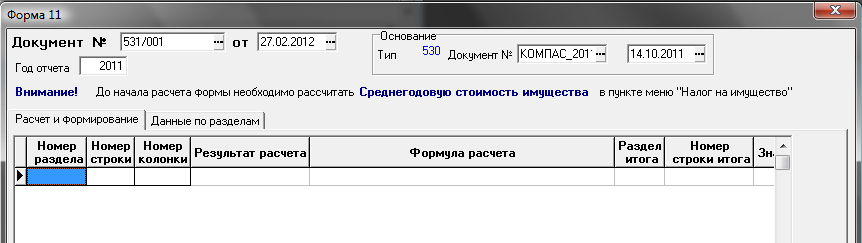 Форма 11
Документ № 531/001 ... от 27.02.2012 ...
Основание
Тип 530 Документ № КОМПАС_201 ... 14.10.2011 ...
Год отчета 2011
Внимание! До начала расчета формы необходимо рассчитать Среднегодовую стоимость имущества в пункте меню "Налог на имущество"
Расчет и формирование Данные по разделам
Номер раздела Номер строки Номер колонки Результат расчета Формула расчета Раздел итога Номер строки итога